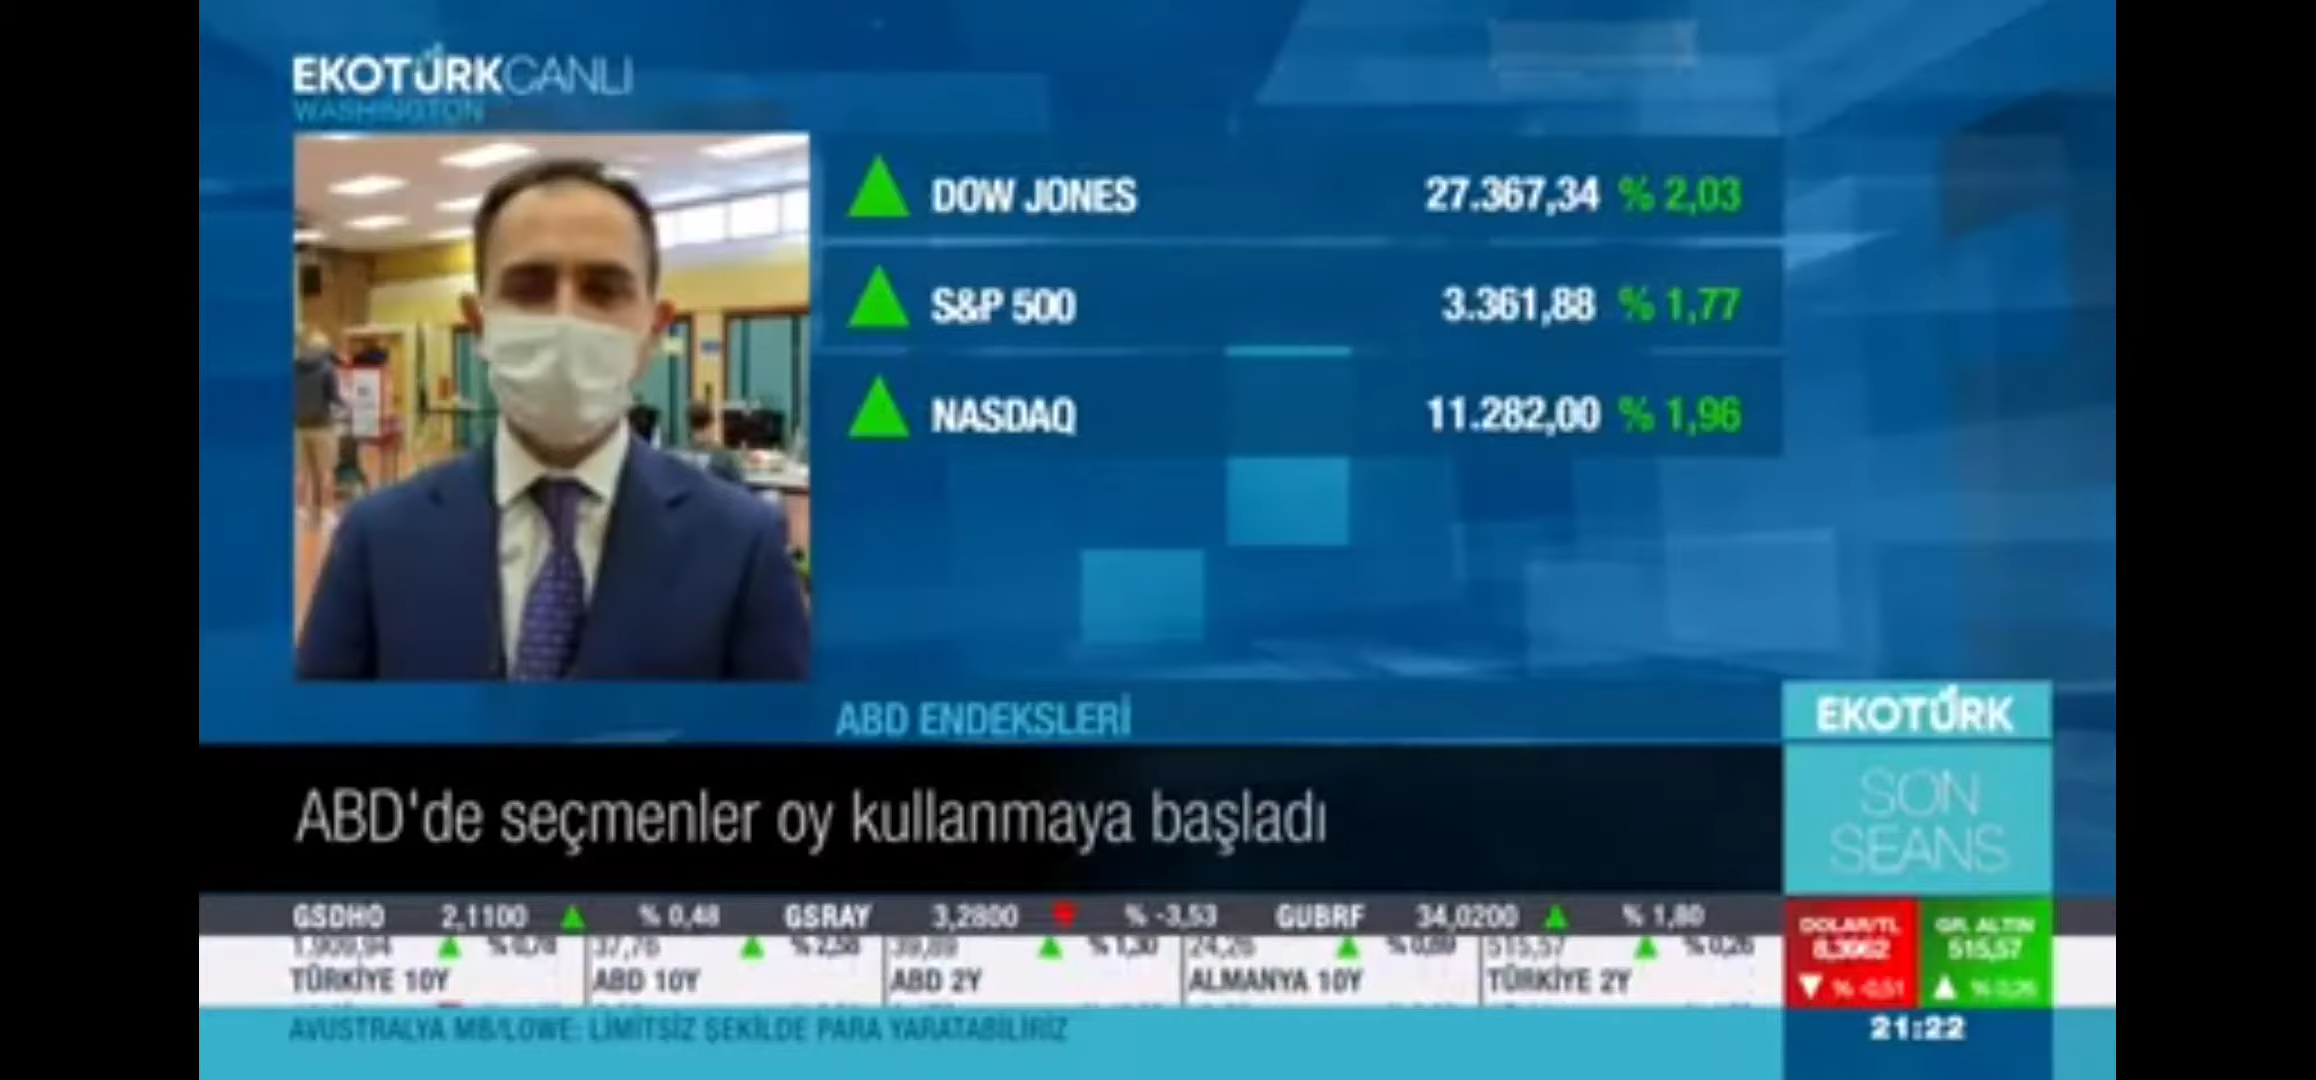 EKOTÜRKCANLI
WASHINGTON
DOW JONES 27.367,34 % 2,03
S&P 500 3.361,88 % 1,77
NASDAQ 11.282,00 % 1,96
ABD ENDEKSLERİ
EKOTÜRK
SON
SEANS
ABD'de seçmenler oy kullanmaya başladı
GSDHO 2,1100 % 0,48 GSRAY 3,2800 % -3,53 GUBRF 34,0200 % 1,80
TÜRKİYE 10Y ABD 10Y ABD 2Y ALMANYA 10Y TÜRKİYE 2Y
DOLAR/TL
% -0,51
GR. ALTIN
515,57
% 0,26
AVUSTRALYA MB/LOWE: LİMİTSİZ ŞEKİLDE PARA YARATABİLİRİZ
21:22